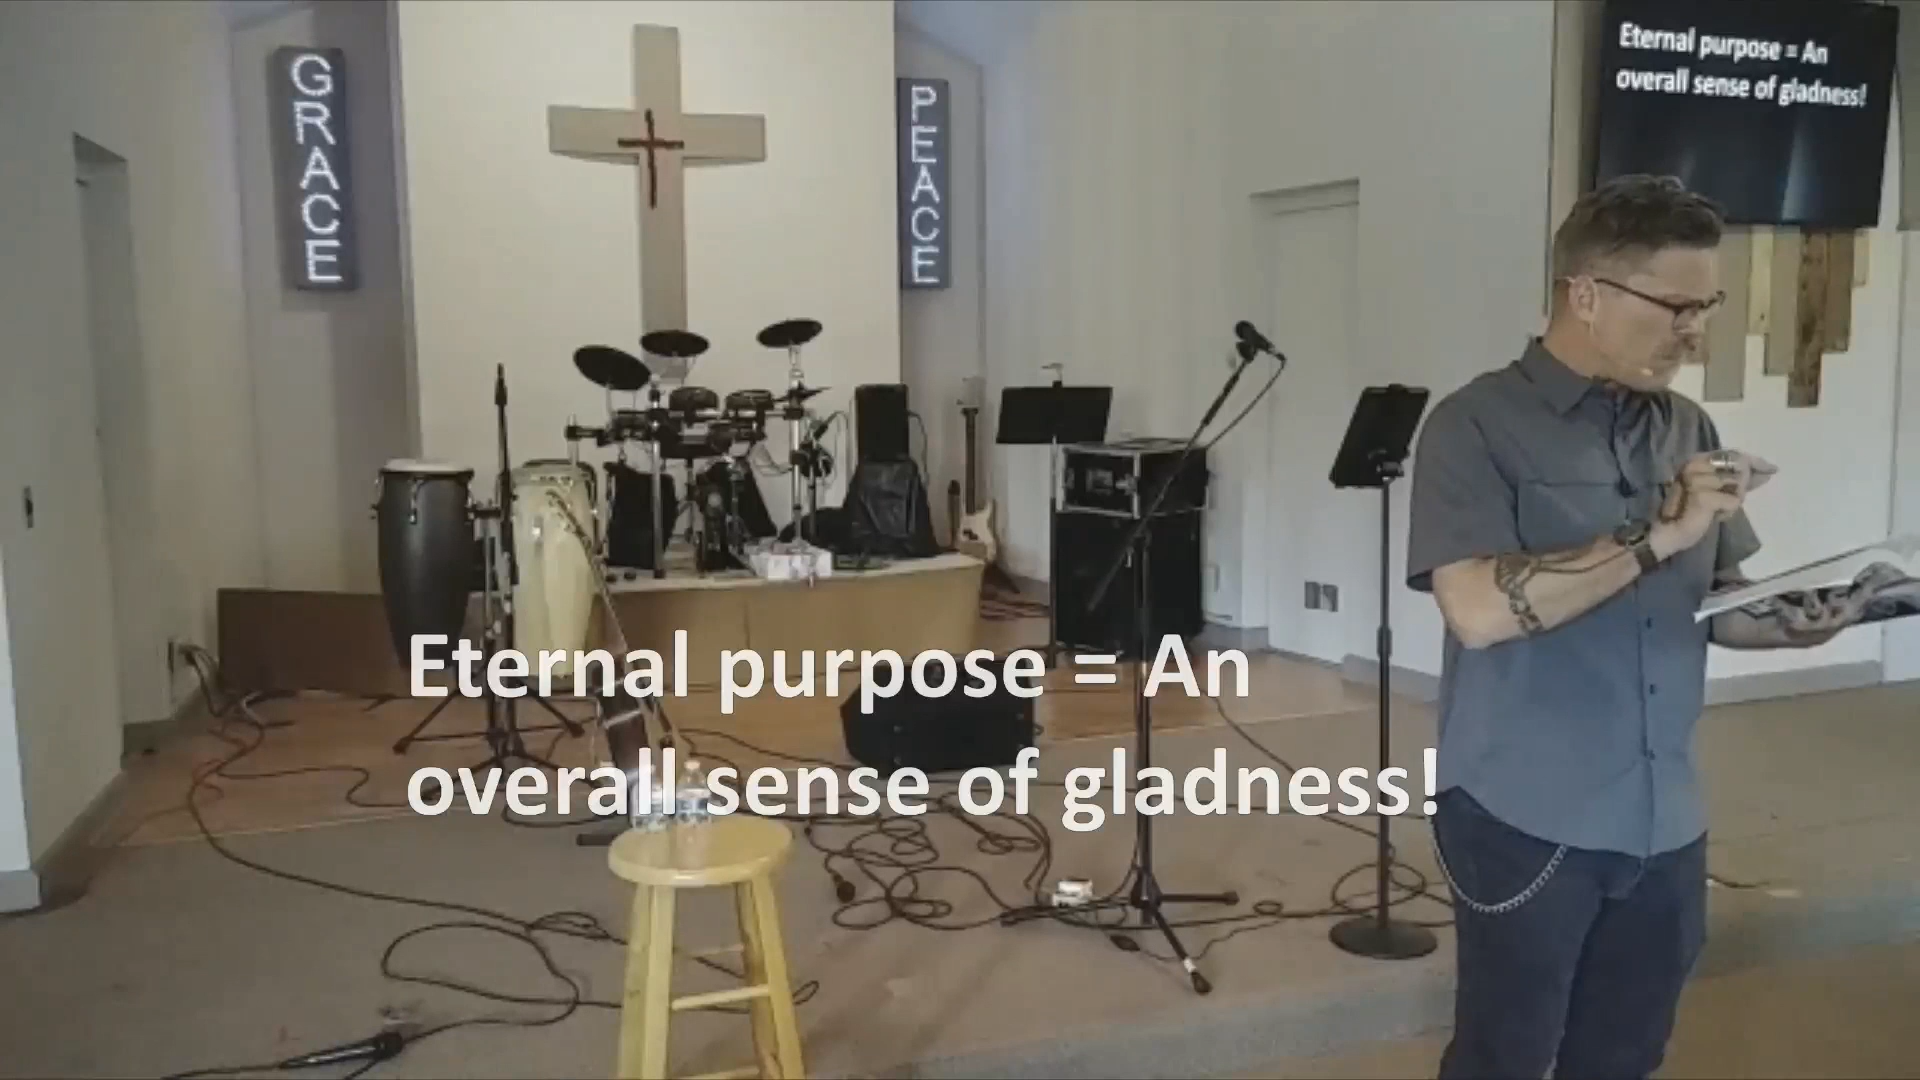 GRACE
PEACE
Eternal purpose = An
overall sense of gladness!
Eternal purpose = An
overall sense of gladness!